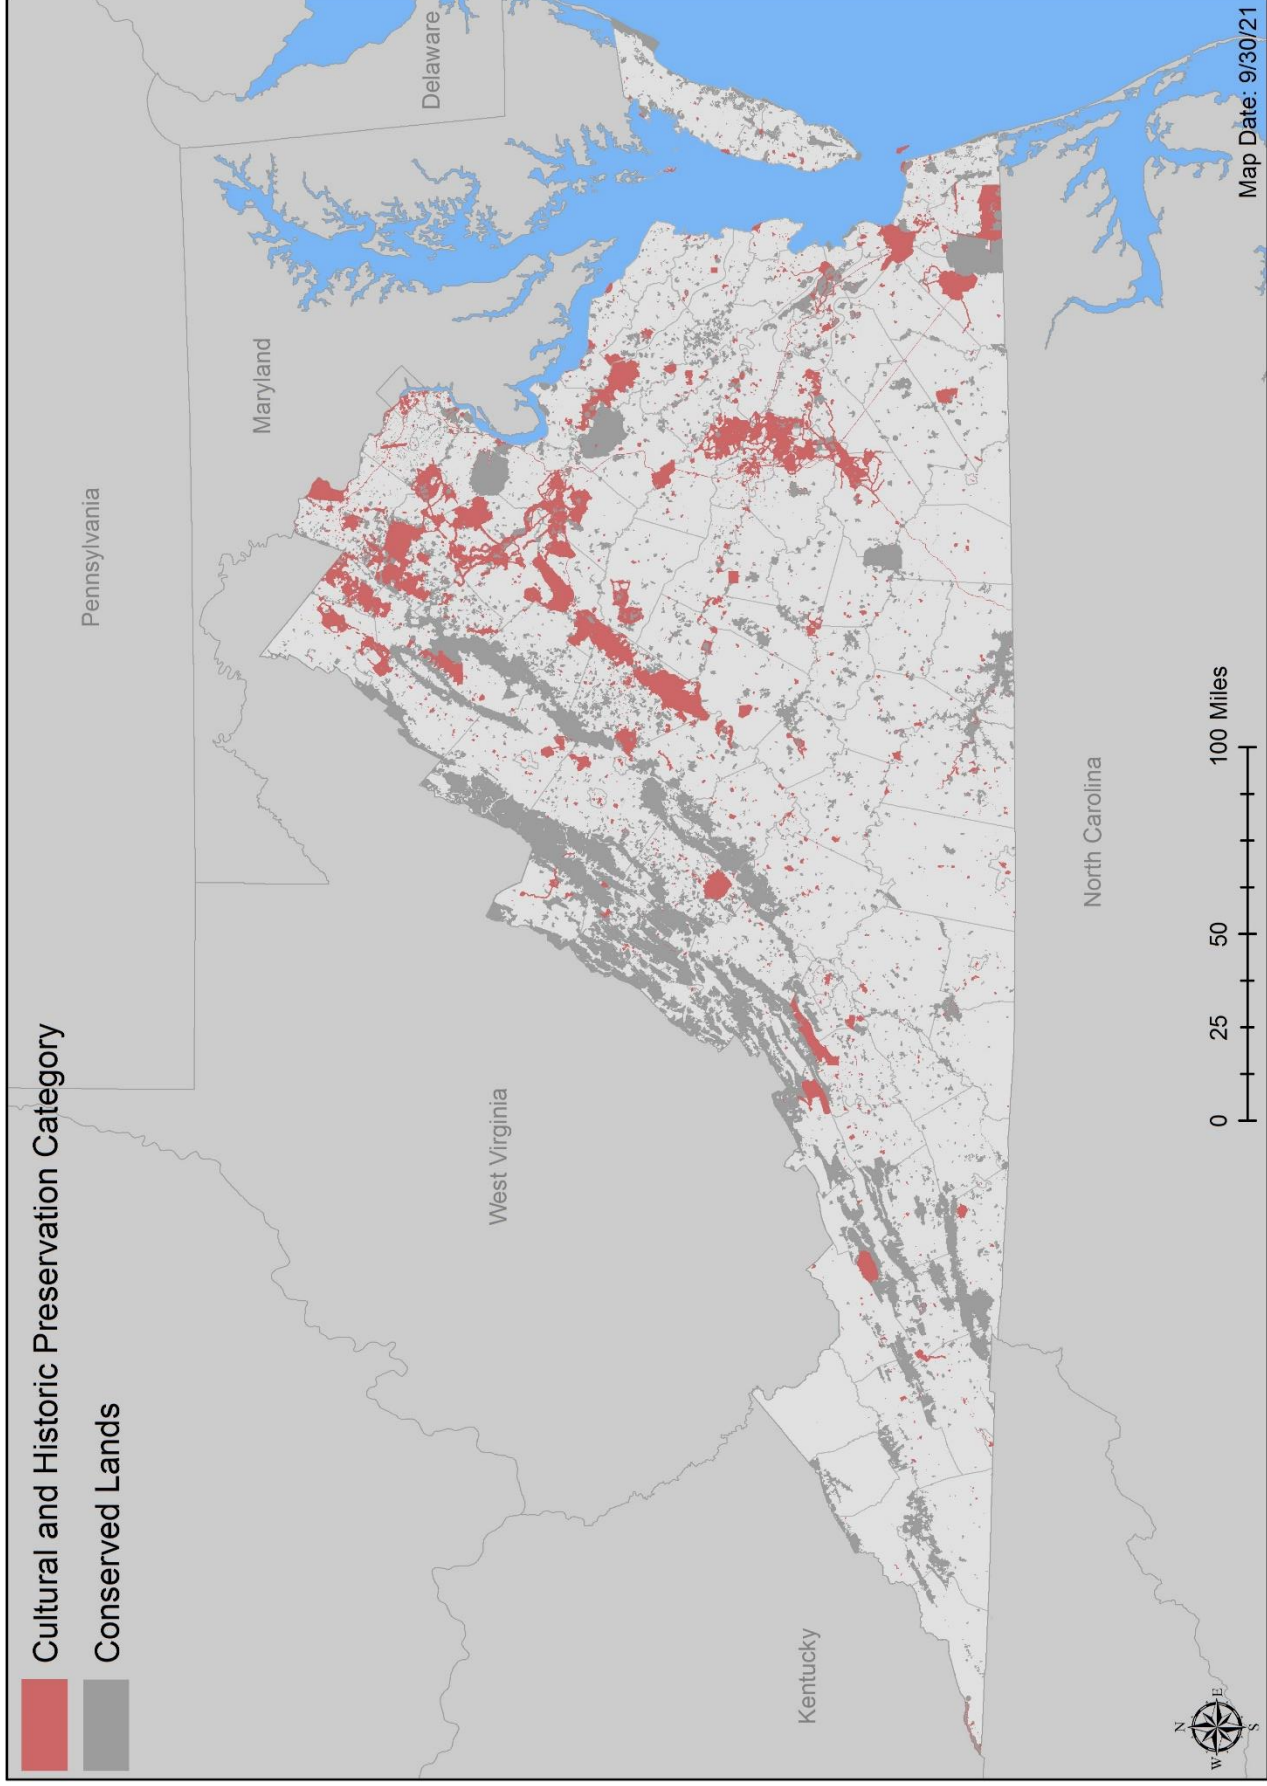 Cultural and Historic Preservation Category
Conserved Lands
Pennsylvania
Maryland
Delaware
West Virginia
Kentucky
North Carolina
0 25 50 100 Miles
N
W E
S
Map Date: 9/30/21